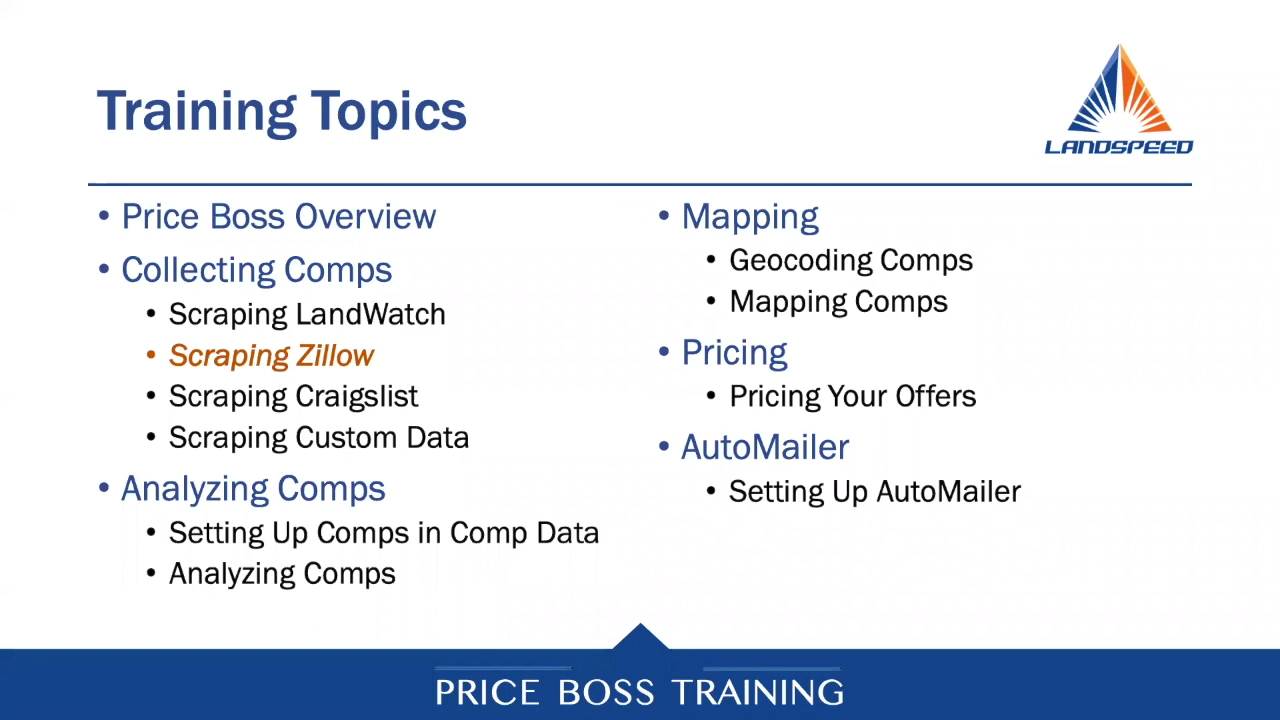 Training Topics
LANDSPEED
• Price Boss Overview
• Collecting Comps
• Scraping LandWatch
• Scraping Zillow
• Scraping Craigslist
• Scraping Custom Data
• Analyzing Comps
• Setting Up Comps in Comp Data
• Analyzing Comps
• Mapping
• Geocoding Comps
• Mapping Comps
• Pricing
• Pricing Your Offers
• AutoMailer
• Setting Up AutoMailer
PRICE BOSS TRAINING